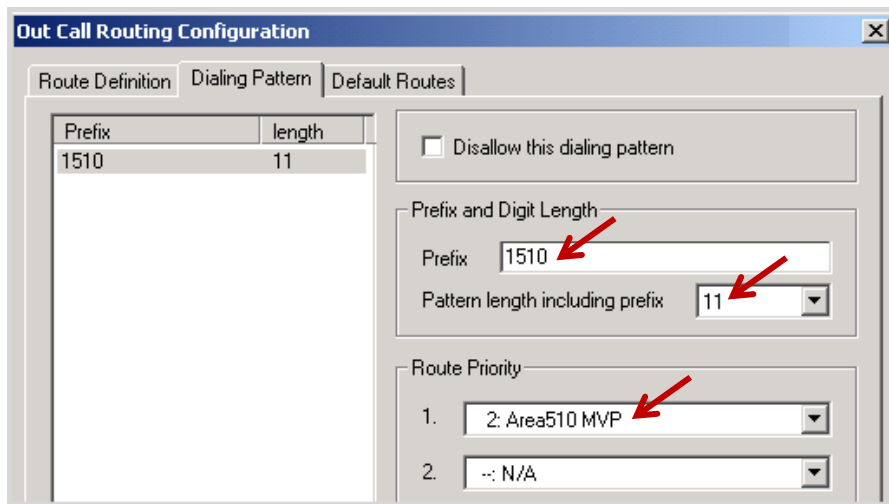 Out Call Routing Configuration
Route Definition Dialing Pattern Default Routes
Prefix length
1510 11
Disallow this dialing pattern
Prefix and Digit Length
Prefix 1510
Pattern length including prefix 11
Route Priority
1. 2: Area510 MVP
2. --: N/A